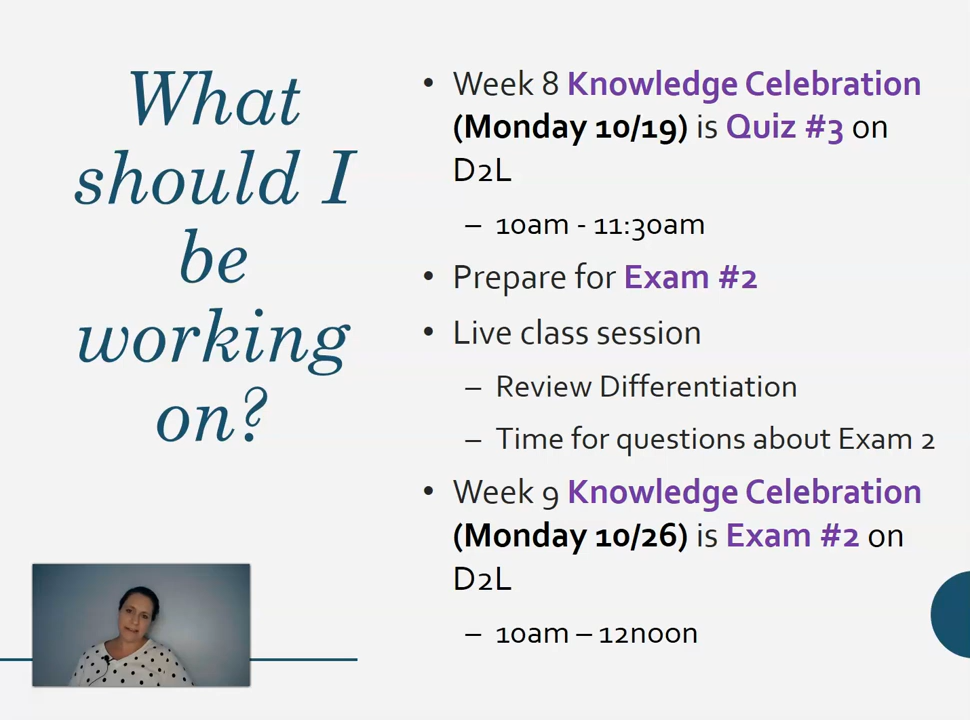 What
should I
be
working
on?
• Week 8 Knowledge Celebration
(Monday 10/19) is Quiz #3 on
D2L
– 10am - 11:30am
• Prepare for Exam #2
• Live class session
– Review Differentiation
– Time for questions about Exam 2
• Week 9 Knowledge Celebration
(Monday 10/26) is Exam #2 on
D2L
– 10am – 12noon